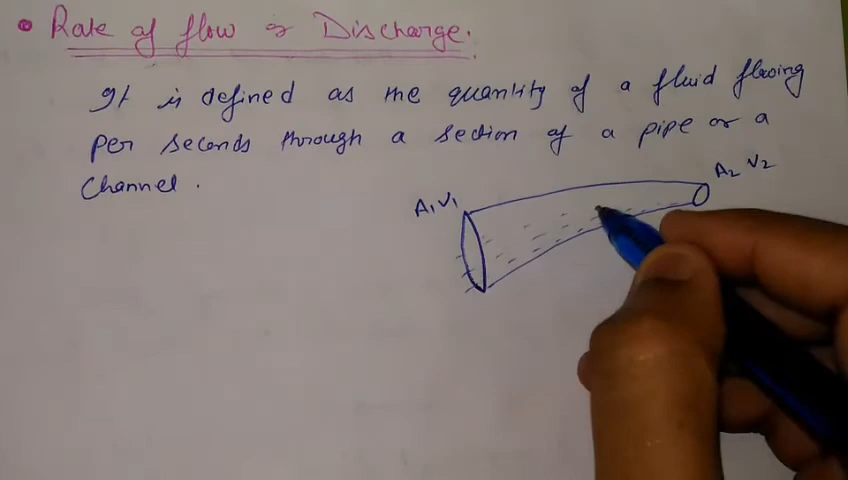 Rate of flow or Discharge.
It is defined as the quantity of a fluid flowing
per seconds through a section of a pipe or a
channel.
A1 V1
A2 V2